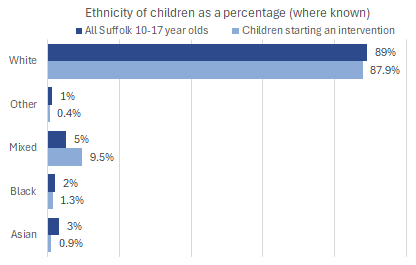 Ethnicity of children as a percentage (where known)
All Suffolk 10-17 year olds Children starting an intervention
White 89%
87.9%
Other 1%
0.4%
Mixed 5%
9.5%
Black 2%
1.3%
Asian 3%
0.9%